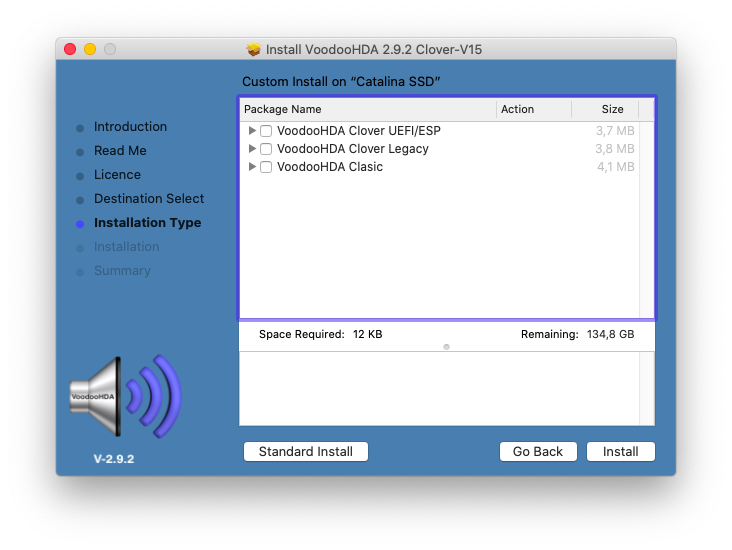 Install VoodooHDA 2.9.2 Clover-V15
Custom Install on “Catalina SSD”
Introduction
Read Me
Licence
Destination Select
Installation Type
Installation
Summary
Package Name Action Size
VoodooHDA Clover UEFI/ESP 3,7 MB
VoodooHDA Clover Legacy 3,8 MB
VoodooHDA Clasic 4,1 MB
Space Required: 12 KB Remaining: 134,8 GB
VoodooHDA
V-2.9.2
Standard Install Go Back Install